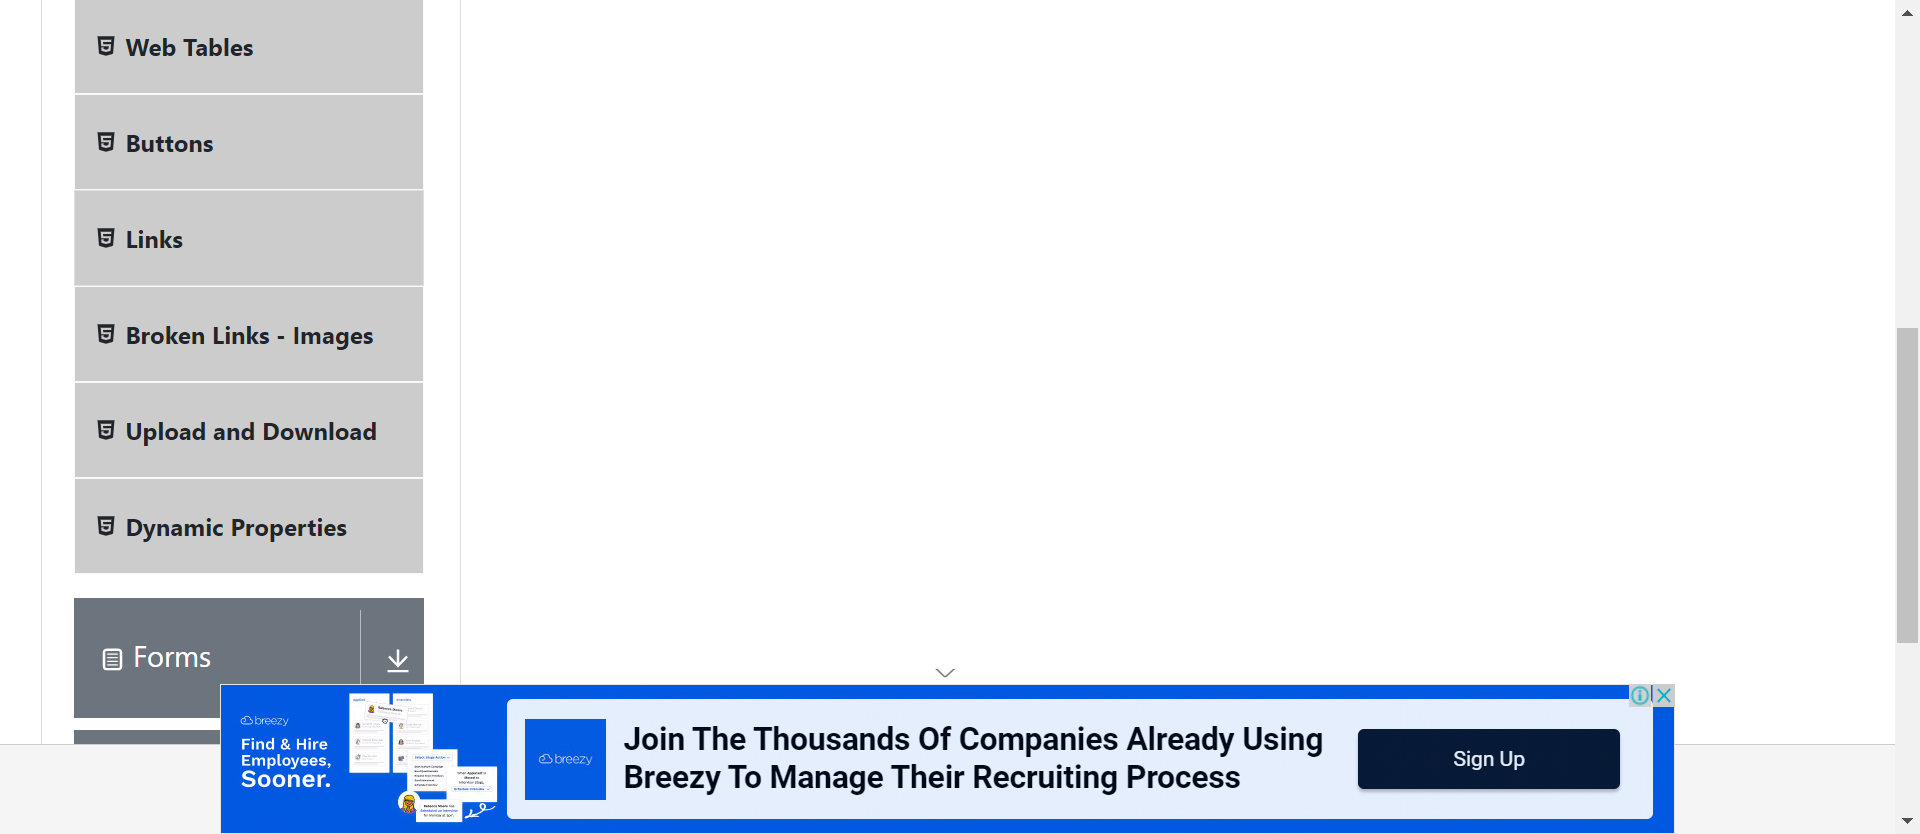 Web Tables
Buttons
Links
Broken Links - Images
Upload and Download
Dynamic Properties
Forms
breezy
Find & Hire
Employees,
Sooner.
breezy
Join The Thousands Of Companies Already Using
Breezy To Manage Their Recruiting Process
Sign Up